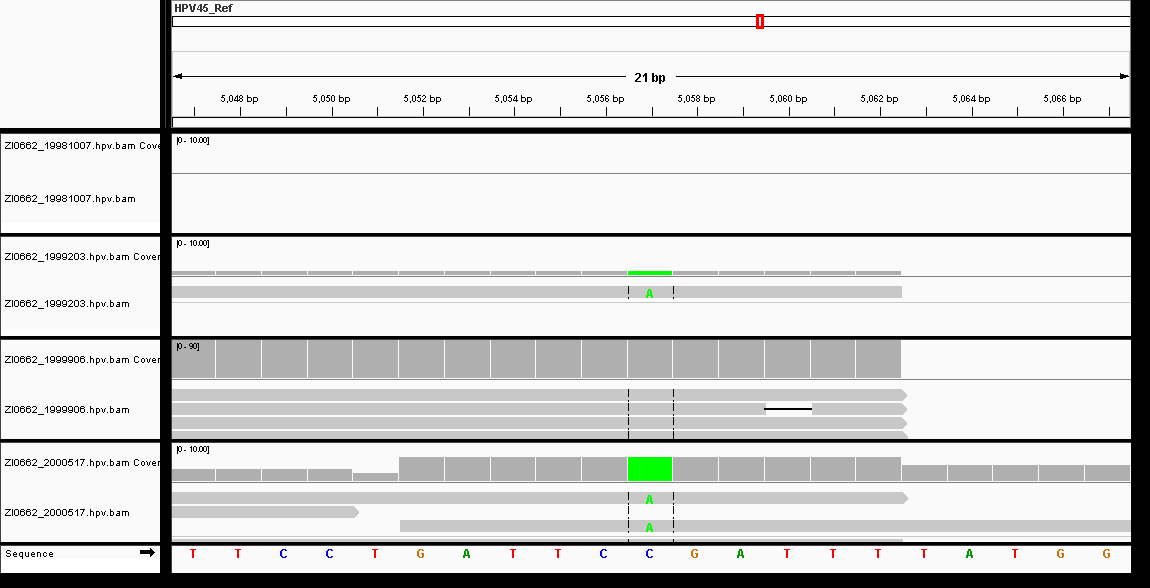 HPV45_Ref
21 bp
5,048 bp 5,050 bp 5,052 bp 5,054 bp 5,056 bp 5,058 bp 5,060 bp 5,062 bp 5,064 bp 5,066 bp
ZI0662_19981007.hpv.bam Cove
[0 - 10.00]
ZI0662_19981007.hpv.bam
[0 - 10.00]
ZI0662_1999203.hpv.bam Cover
ZI0662_1999203.hpv.bam
A
[0 - 90]
ZI0662_1999906.hpv.bam Cover
ZI0662_1999906.hpv.bam
[0 - 10.00]
ZI0662_2000517.hpv.bam Cover
A
ZI0662_2000517.hpv.bam
A
Sequence T T C C T G A T T C C G A T T T T A T G G